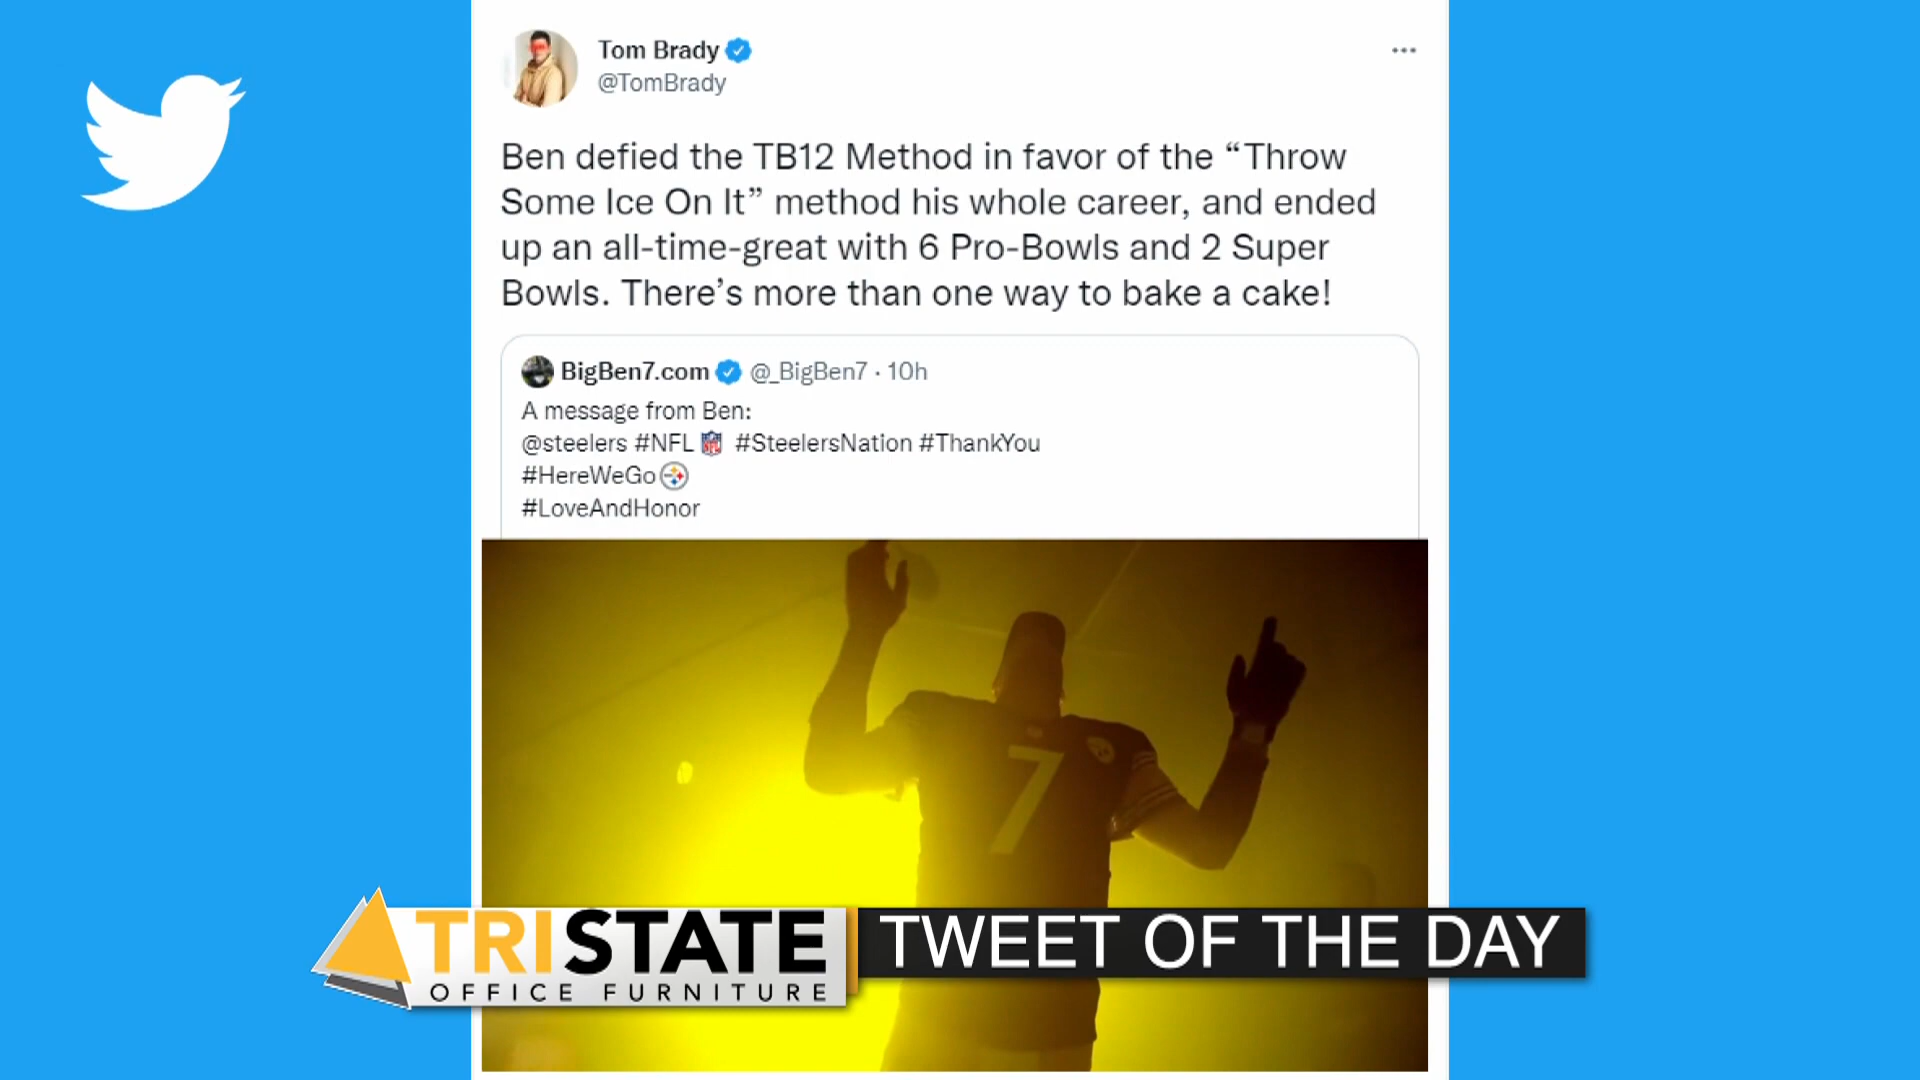 Tom Brady
@TomBrady
Ben defied the TB12 Method in favor of the “Throw
Some Ice On It” method his whole career, and ended
up an all-time-great with 6 Pro-Bowls and 2 Super
Bowls. There’s more than one way to bake a cake!
BigBen7.com @_BigBen7 · 10h
A message from Ben:
@steelers #NFL #SteelersNation #ThankYou
#HereWeGo
#LoveAndHonor
7
TRISTATE
OFFICE FURNITURE
TWEET OF THE DAY